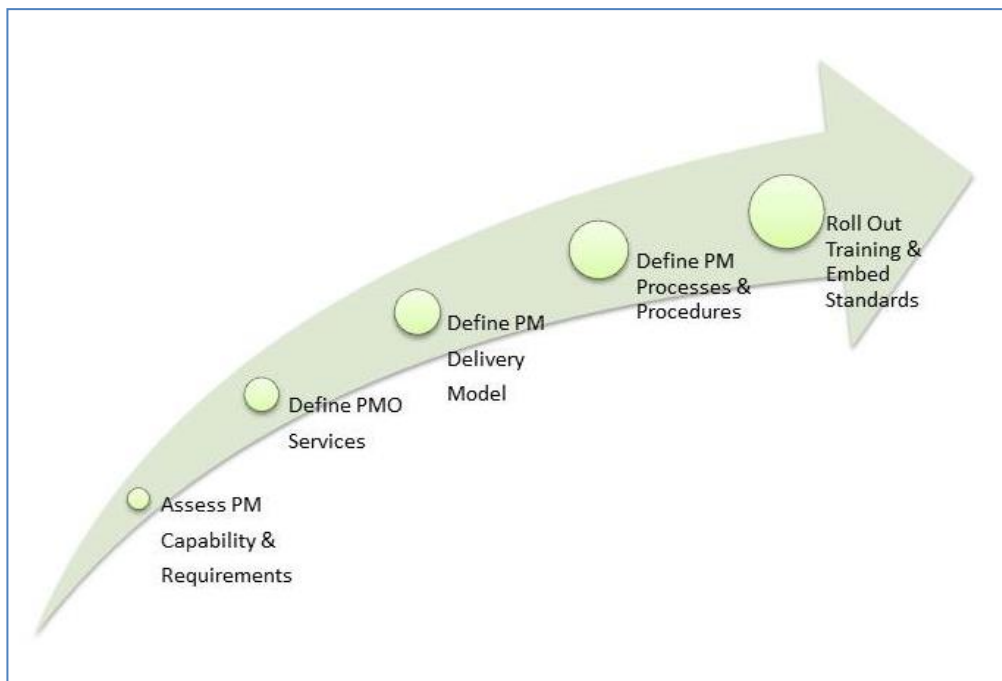 Assess PM
Capability &
Requirements
Define PMO
Services
Define PM
Delivery
Model
Define PM
Processes &
Procedures
Roll Out
Training &
Embed
Standards